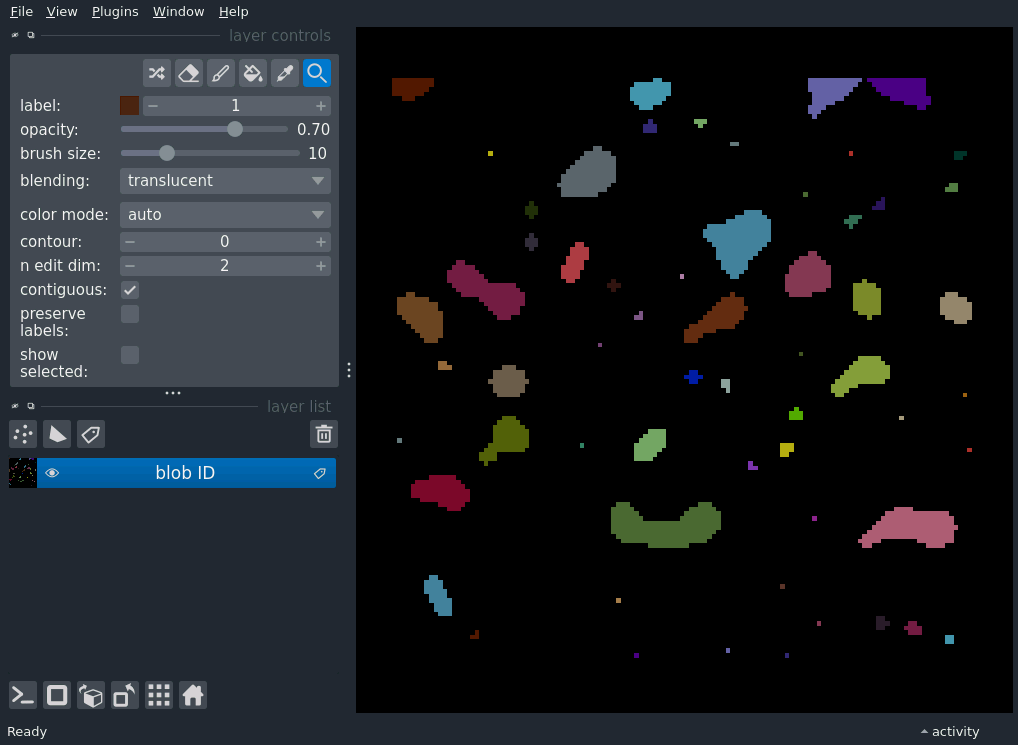 File View Plugins Window Help
layer controls
label: 1
opacity: 0.70
brush size: 10
blending: translucent
color mode: auto
contour: 0
n edit dim: 2
contiguous:
preserve
labels:
show
selected:
layer list
blob ID
Ready
activity